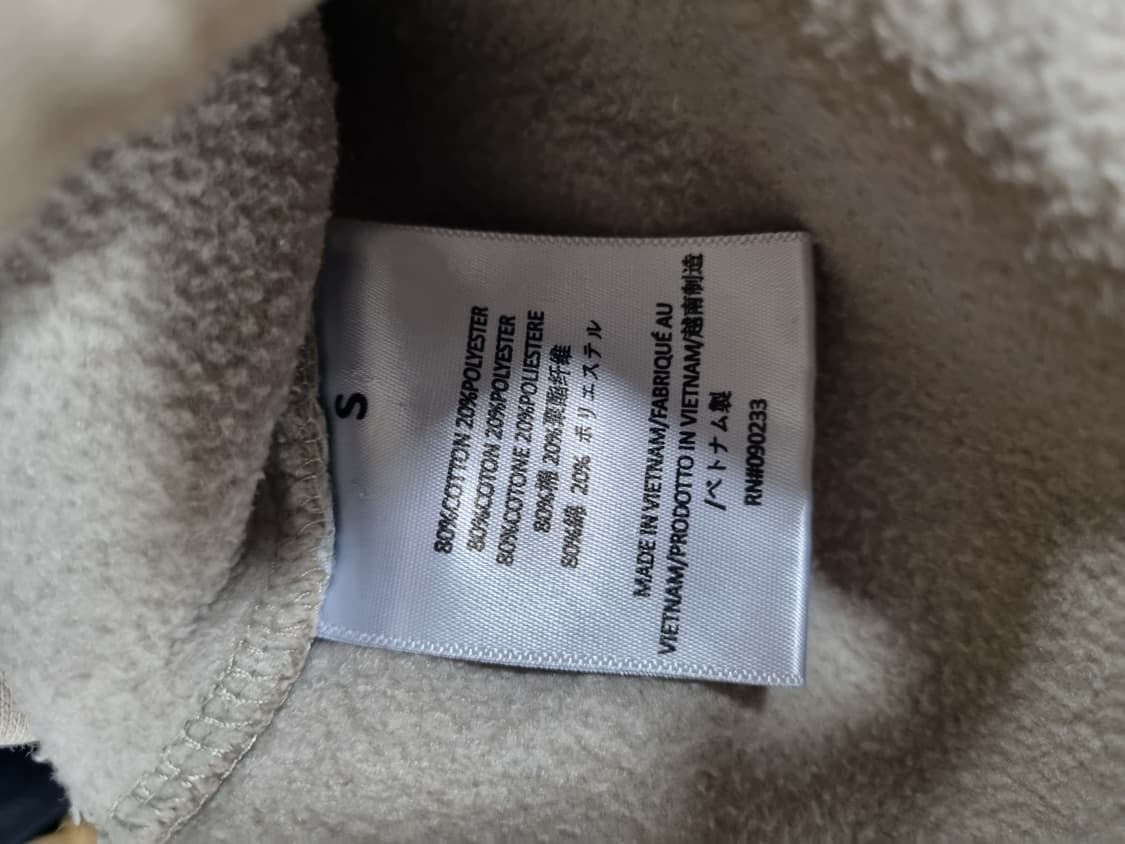 S
80%COTTON 20%POLYESTER
80%COTON 20%POLYESTER
80%COTONE 20%POLIESTERE
80%棉 20%聚酯纤维
80%綿 20% ポリエステル
MADE IN VIETNAM/FABRIQUÉ AU
VIETNAM/PRODOTTO IN VIETNAM/越南制造
/ベトナム製
RN#090233